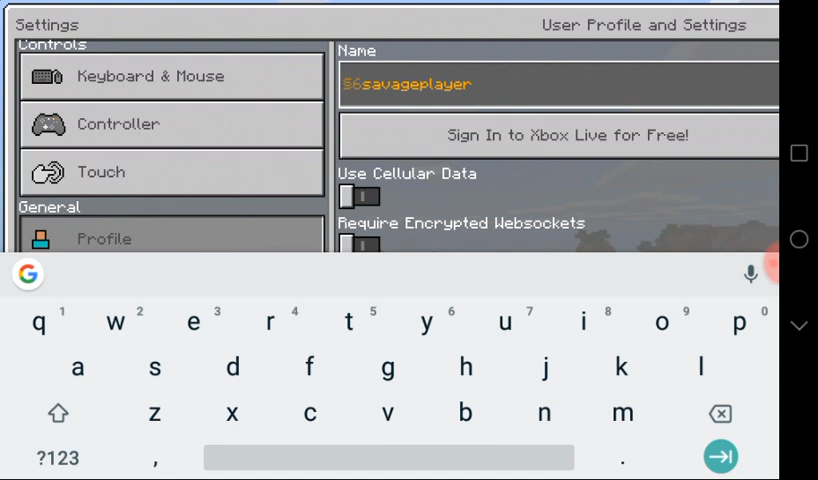 Settings
User Profile and Settings
Controls
Keyboard & Mouse
Controller
Touch
General
Profile
Name
§6savageplayer
Sign In to Xbox Live for Free!
Use Cellular Data
Require Encrypted Websockets
G
q 1 w 2 e 3 r 4 t 5 y 6 u 7 i 8 o 9 p 0
a s d f g h j k l
z x c v b n m
?123 , .